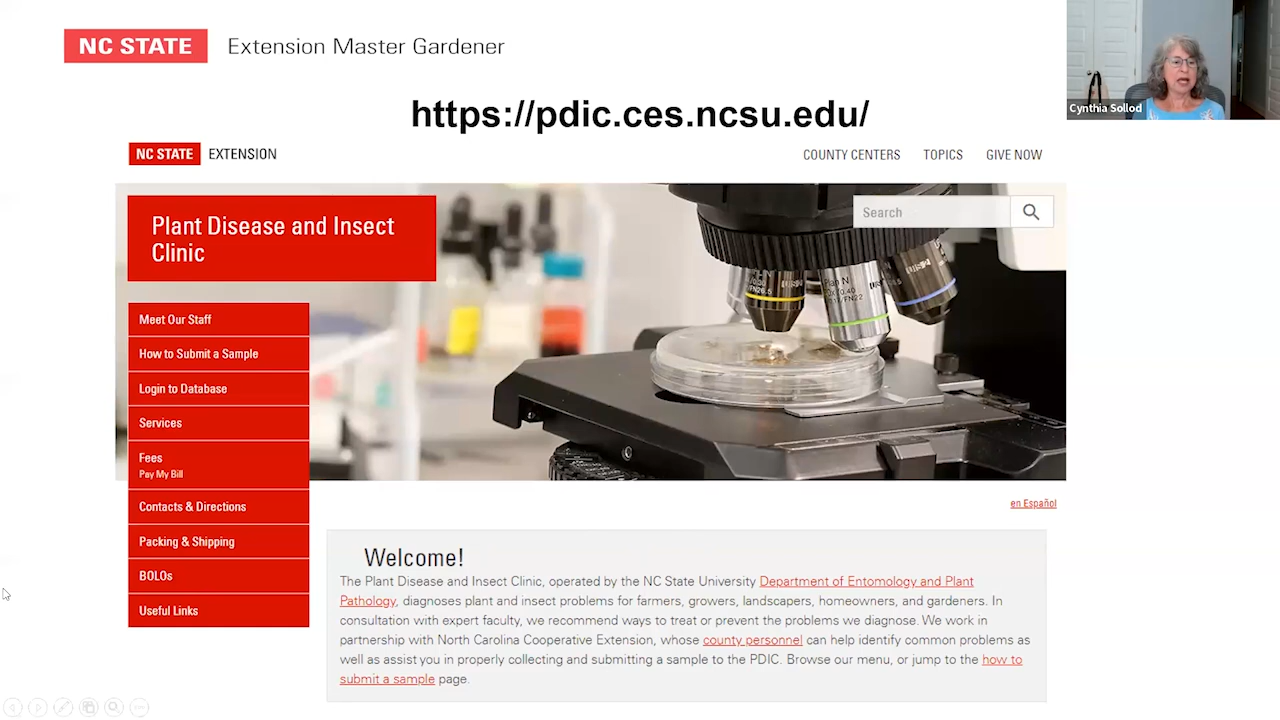 NC STATE Extension Master Gardener
Cynthia Sollod
https://pdic.ces.ncsu.edu/
NC STATE EXTENSION
COUNTY CENTERS TOPICS GIVE NOW
Plant Disease and Insect
Clinic
Search
Meet Our Staff
How to Submit a Sample
Login to Database
Services
Fees
Pay My Bill
Contacts & Directions
Packing & Shipping
BOLOs
Useful Links
en Español
Welcome!
The Plant Disease and Insect Clinic, operated by the NC State University Department of Entomology and Plant
Pathology, diagnoses plant and insect problems for farmers, growers, landscapers, homeowners, and gardeners. In
consultation with expert faculty, we recommend ways to treat or prevent the problems we diagnose. We work in
partnership with North Carolina Cooperative Extension, whose county personnel can help identify common problems as
well as assist you in properly collecting and submitting a sample to the PDIC. Browse our menu, or jump to the how to
submit a sample page.